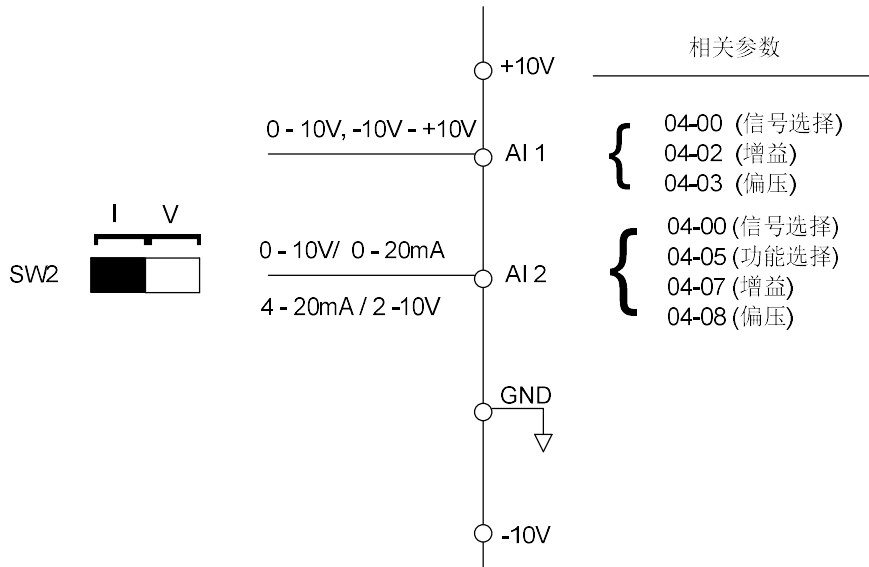 +10V
相关参数
0 - 10V, -10V - +10V
AI 1
04-00 (信号选择)
04-02 (增益)
04-03 (偏压)
I V
SW2
0 - 10V/ 0 - 20mA
AI 2
4 - 20mA / 2 -10V
04-00 (信号选择)
04-05 (功能选择)
04-07 (增益)
04-08 (偏压)
GND
-10V